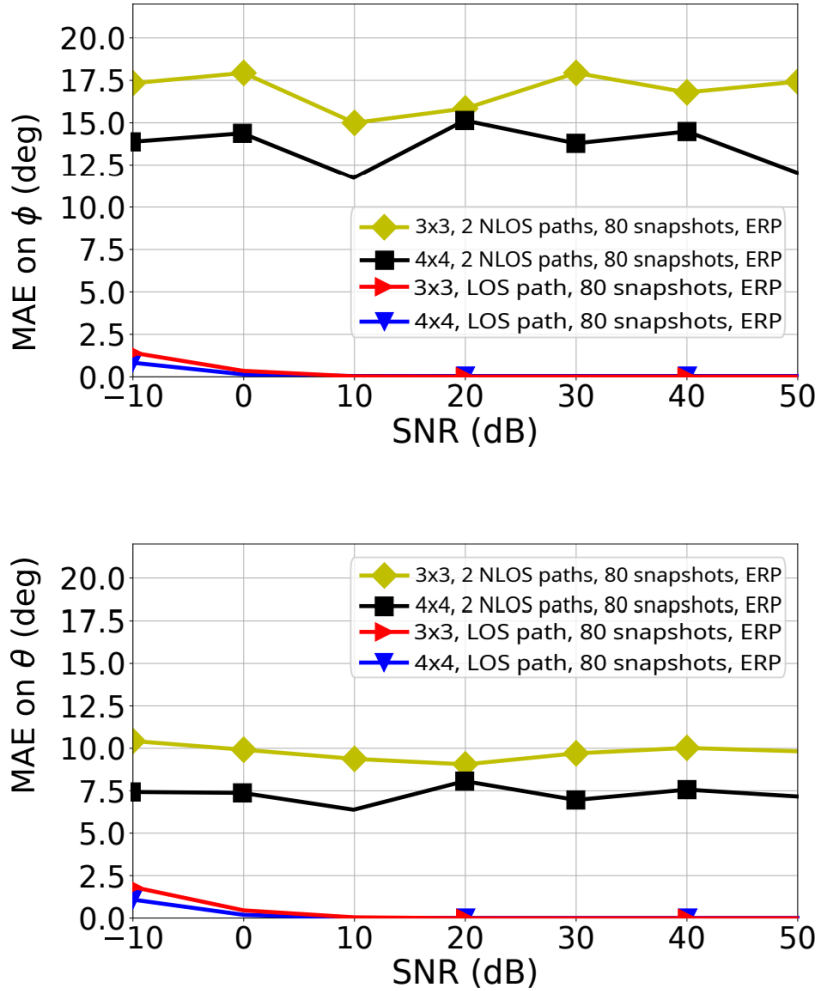 20.0
17.5
15.0
12.5
10.0
7.5
5.0
2.5
0.0
MAE on ϕ (deg)
3x3, 2 NLOS paths, 80 snapshots, ERP
4x4, 2 NLOS paths, 80 snapshots, ERP
3x3, LOS path, 80 snapshots, ERP
4x4, LOS path, 80 snapshots, ERP
−10 0 10 20 30 40 50
SNR (dB)
20.0
17.5
15.0
12.5
10.0
7.5
5.0
2.5
0.0
MAE on θ (deg)
3x3, 2 NLOS paths, 80 snapshots, ERP
4x4, 2 NLOS paths, 80 snapshots, ERP
3x3, LOS path, 80 snapshots, ERP
4x4, LOS path, 80 snapshots, ERP
−10 0 10 20 30 40 50
SNR (dB)